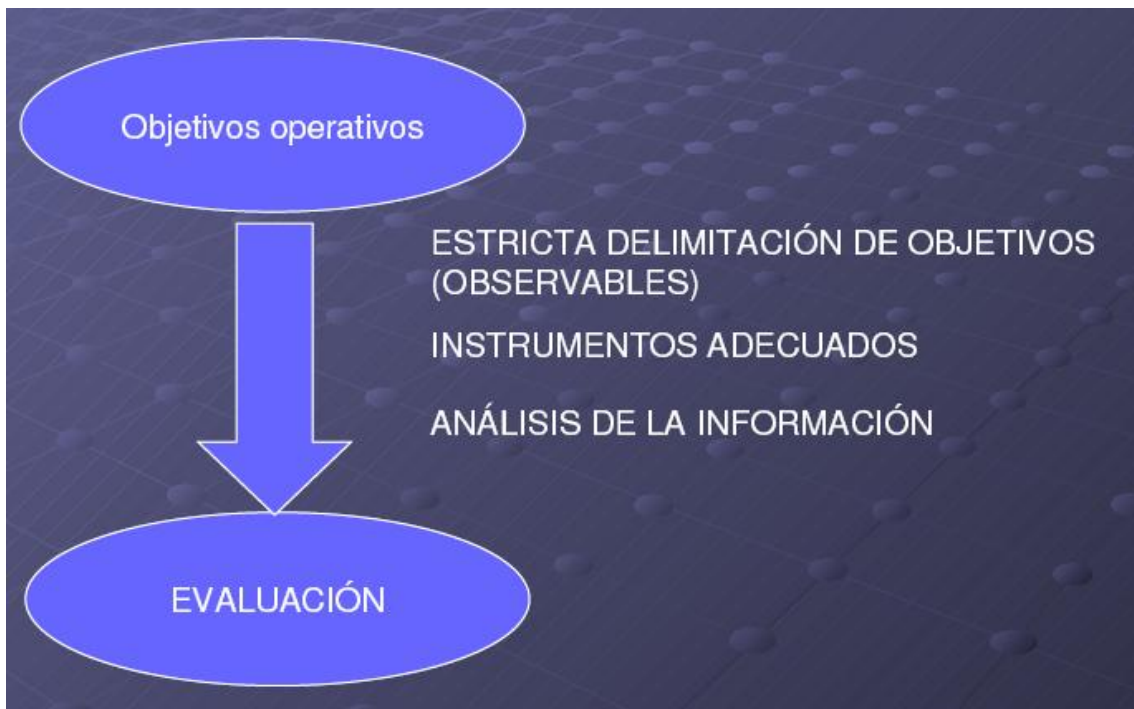 Objetivos operativos
ESTRICTA DELIMITACIÓN DE OBJETIVOS
(OBSERVABLES)
INSTRUMENTOS ADECUADOS
ANÁLISIS DE LA INFORMACIÓN
EVALUACIÓN